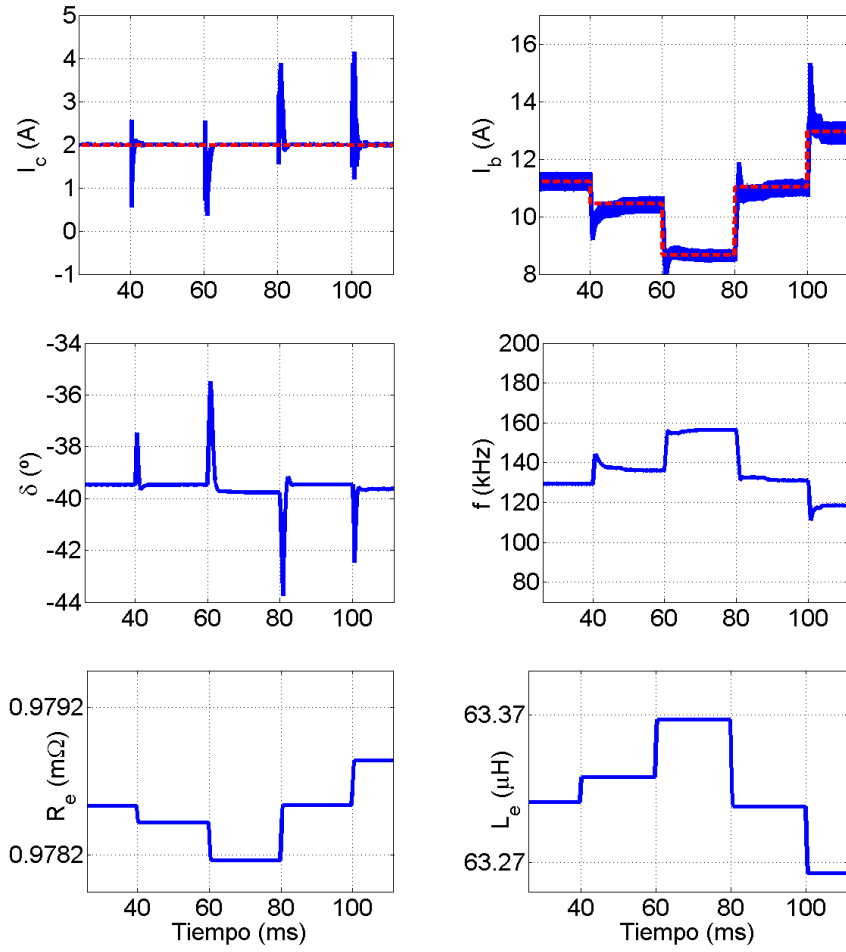 5
4
3
2
1
0
-1
I_c (A)
40 60 80 100
16
14
12
10
8
I_b (A)
40 60 80 100
-34
-36
-38
-40
-42
-44
δ (º)
40 60 80 100
200
180
160
140
120
100
80
f (kHz)
40 60 80 100
0.9792
0.9782
R_e (mΩ)
40 60 80 100
Tiempo (ms)
63.37
63.27
L_e (µH)
40 60 80 100
Tiempo (ms)